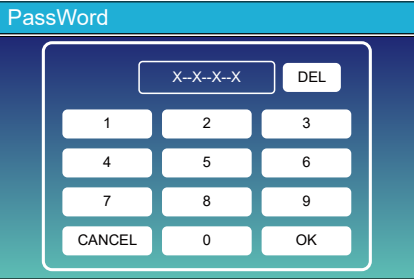 PassWord
X--X--X--X DEL
1 2 3
4 5 6
7 8 9
CANCEL 0 OK